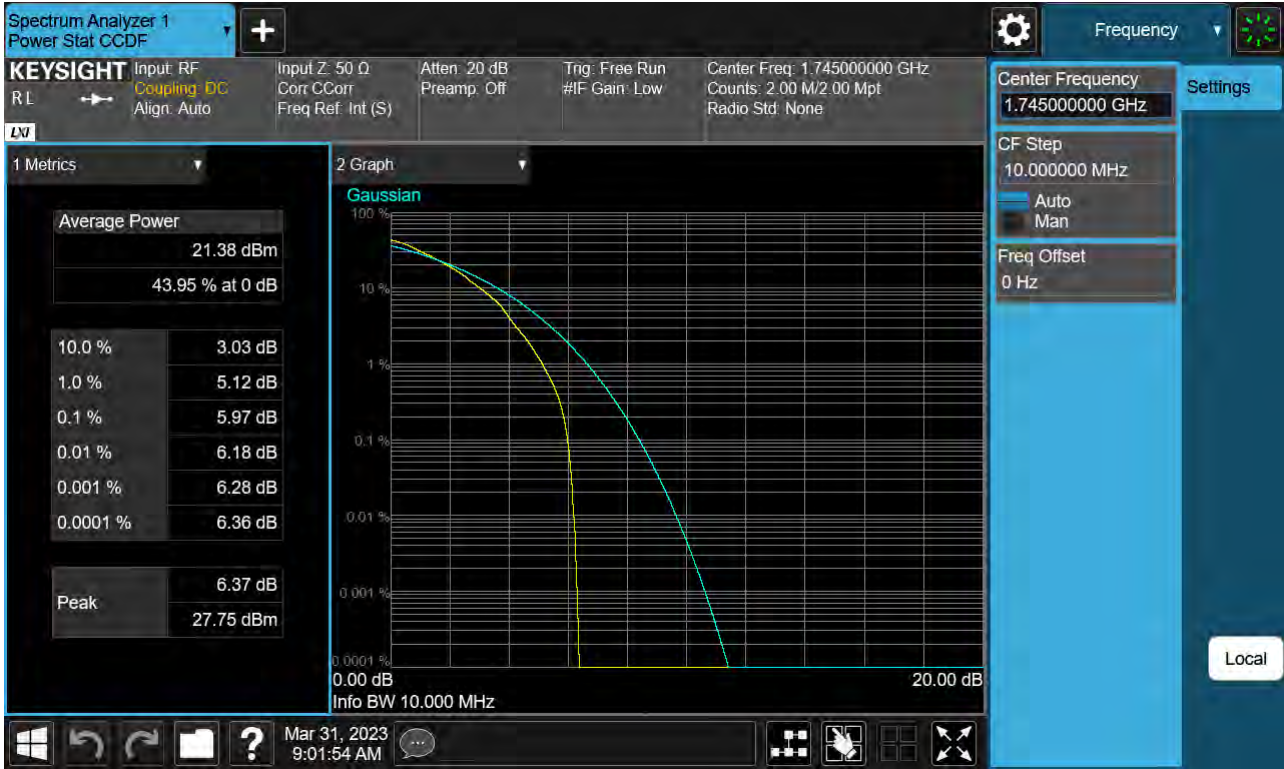 Spectrum Analyzer 1
Power Stat CCDF
Frequency
KEYSIGHT
Input: RF
Coupling: DC
Align: Auto
R L
LXI
Input Z: 50 Ω
Corr CCorr
Freq Ref: Int (S)
Atten: 20 dB
Preamp: Off
Trig: Free Run
#IF Gain: Low
Center Freq: 1.745000000 GHz
Counts: 2.00 M/2.00 Mpt
Radio Std: None
1 Metrics
Average Power
21.38 dBm
43.95 % at 0 dB
10.0 % 3.03 dB
1.0 % 5.12 dB
0.1 % 5.97 dB
0.01 % 6.18 dB
0.001 % 6.28 dB
0.0001 % 6.36 dB
Peak
6.37 dB
27.75 dBm
2 Graph
Gaussian
100 %
10 %
1 %
0.1 %
0.01 %
0.001 %
0.0001 %
0.00 dB 20.00 dB
Info BW 10.000 MHz
Center Frequency
1.745000000 GHz
CF Step
10.000000 MHz
Auto
Man
Freq Offset
0 Hz
Settings
Local
?
Mar 31, 2023
9:01:54 AM